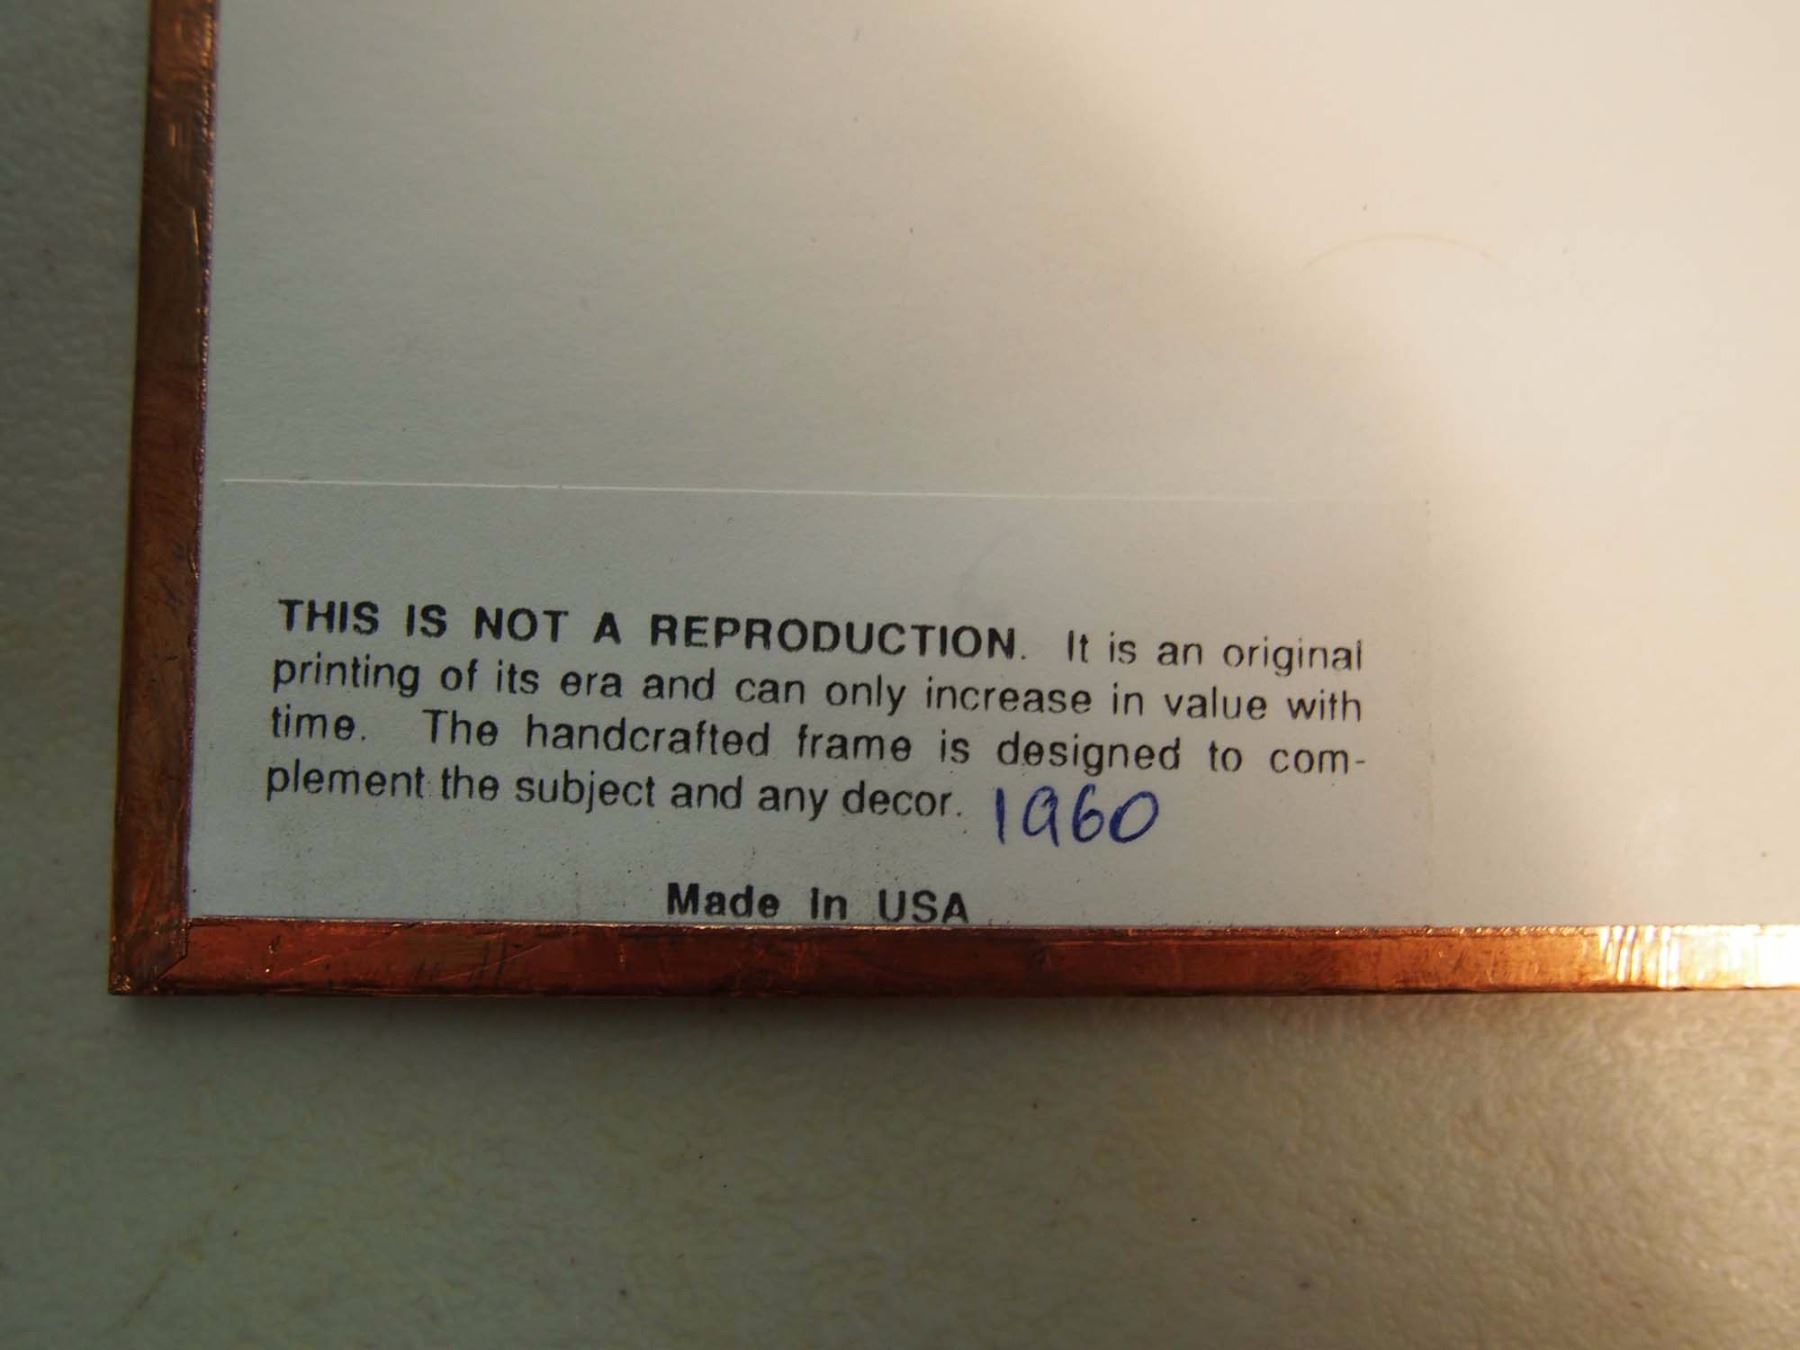 THIS IS NOT A REPRODUCTION. It is an original
printing of its era and can only increase in value with
time. The handcrafted frame is designed to com-
plement the subject and any decor. 1960
Made In USA